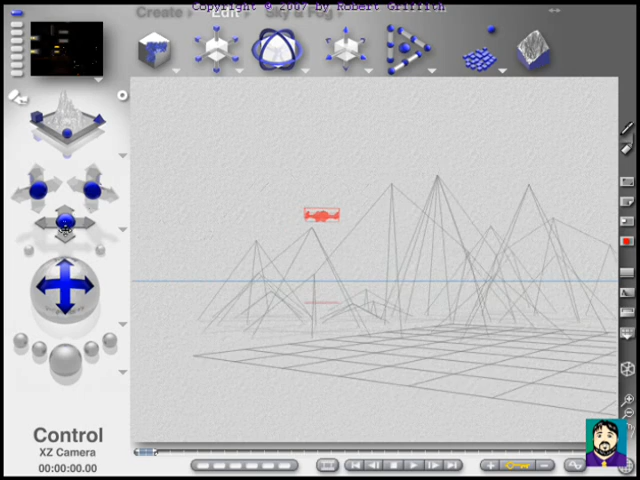 Copyright © 2007 By Robert Griffith
Create
Edit
Sky & Fog
Control
XZ Camera
00:00:00.00